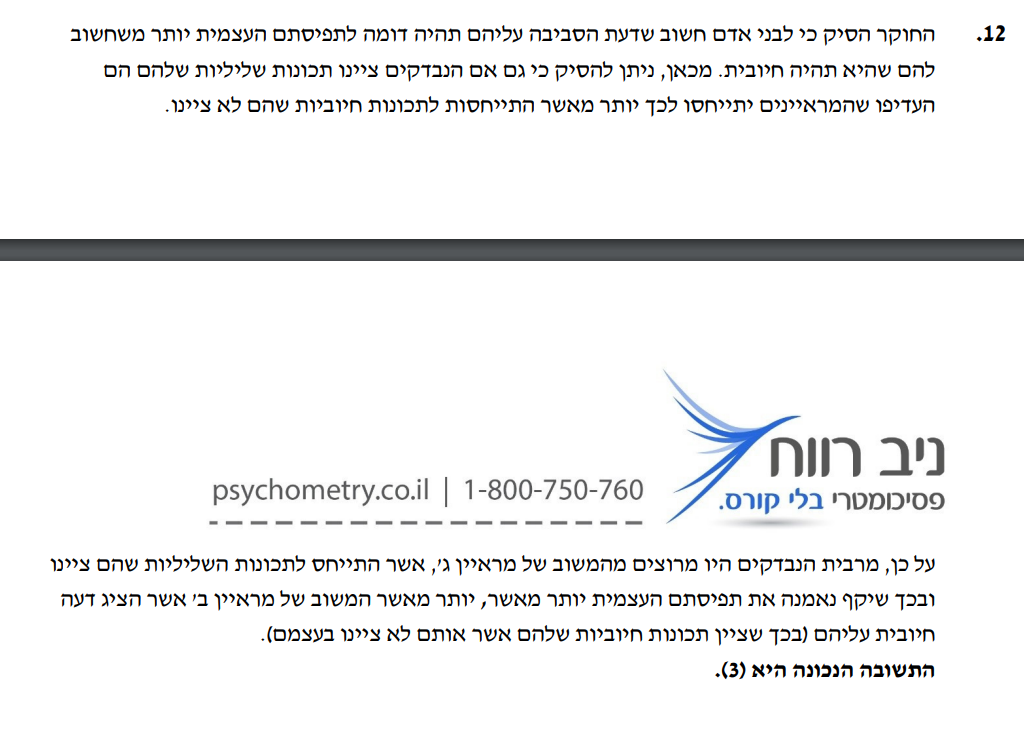 12. החוקר הסיק כי לבני אדם חשוב שדעת הסביבה עליהם תהיה דומה לתפיסתם העצמית יותר משחשוב
להם שהיא תהיה חיובית. מכאן, ניתן להסיק כי גם אם הנבדקים ציינו תכונות שליליות שלהם הם
העדיפו שהמראיינים יתייחסו לכך יותר מאשר התייחסות לתכונות חיוביות שהם לא ציינו.
ניב רווח
פסיכומטרי בלי קורס.
psychometry.co.il | 1-800-750-760
על כן, מרבית הנבדקים היו מרוצים מהמשוב של מראיין ג', אשר התייחס לתכונות השליליות שהם ציינו
ובכך שיקף נאמנה את תפיסתם העצמית יותר מאשר, יותר מאשר המשוב של מראיין ב' אשר הציג דעה
חיובית עליהם (בכך שציין תכונות חיוביות שלהם אשר אותם לא ציינו בעצמם).
התשובה הנכונה היא (3).